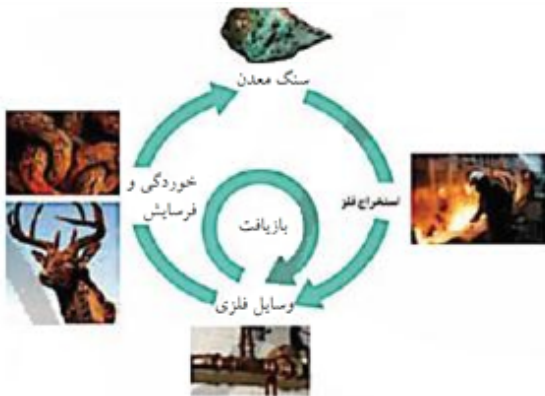 سنگ معدن
استخراج فلز
وسایل فلزی
خوردگی و
فرسایش
بازیافت